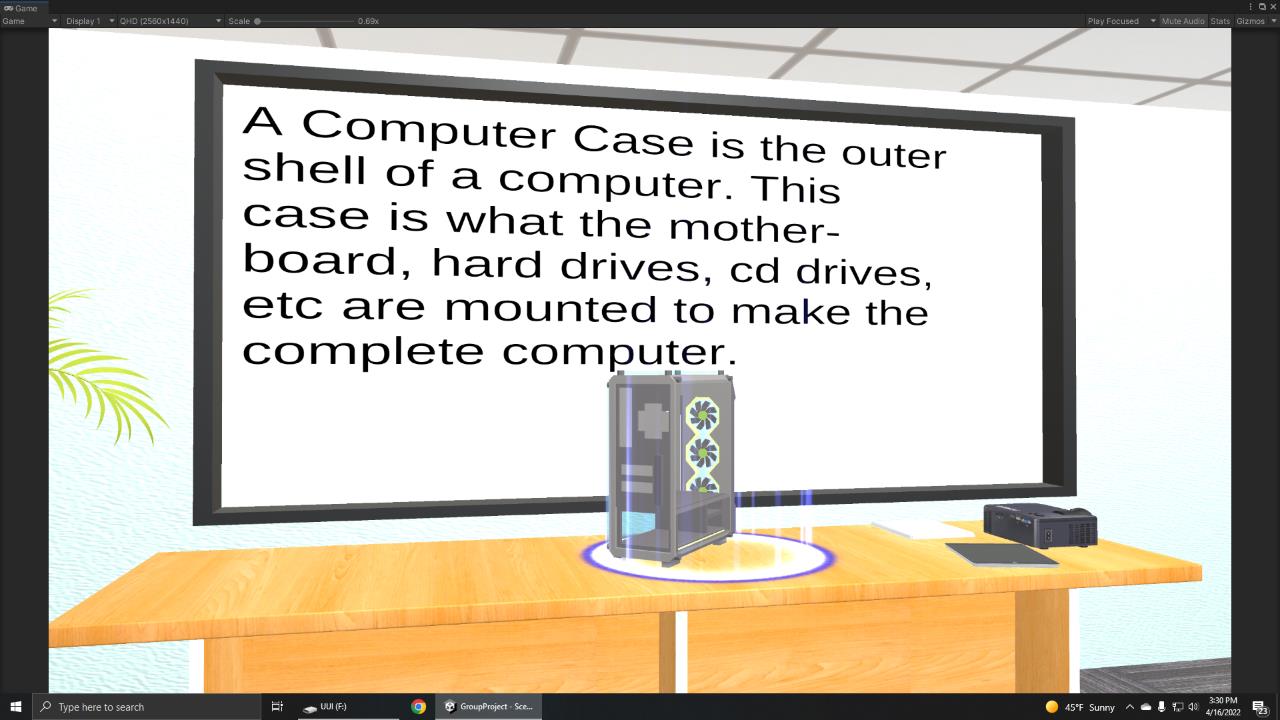 Game
Game
Display 1
QHD (2560x1440)
Scale
0.69x
Play Focused
Mute Audio
Stats
Gizmos
A Computer Case is the outer
shell of a computer. This
case is what the mother-
board, hard drives, cd drives,
etc are mounted to make the
complete computer.
Type here to search
UUI (F:)
GroupProject - Sce...
45°F Sunny
3:30 PM
4/16/2022
23